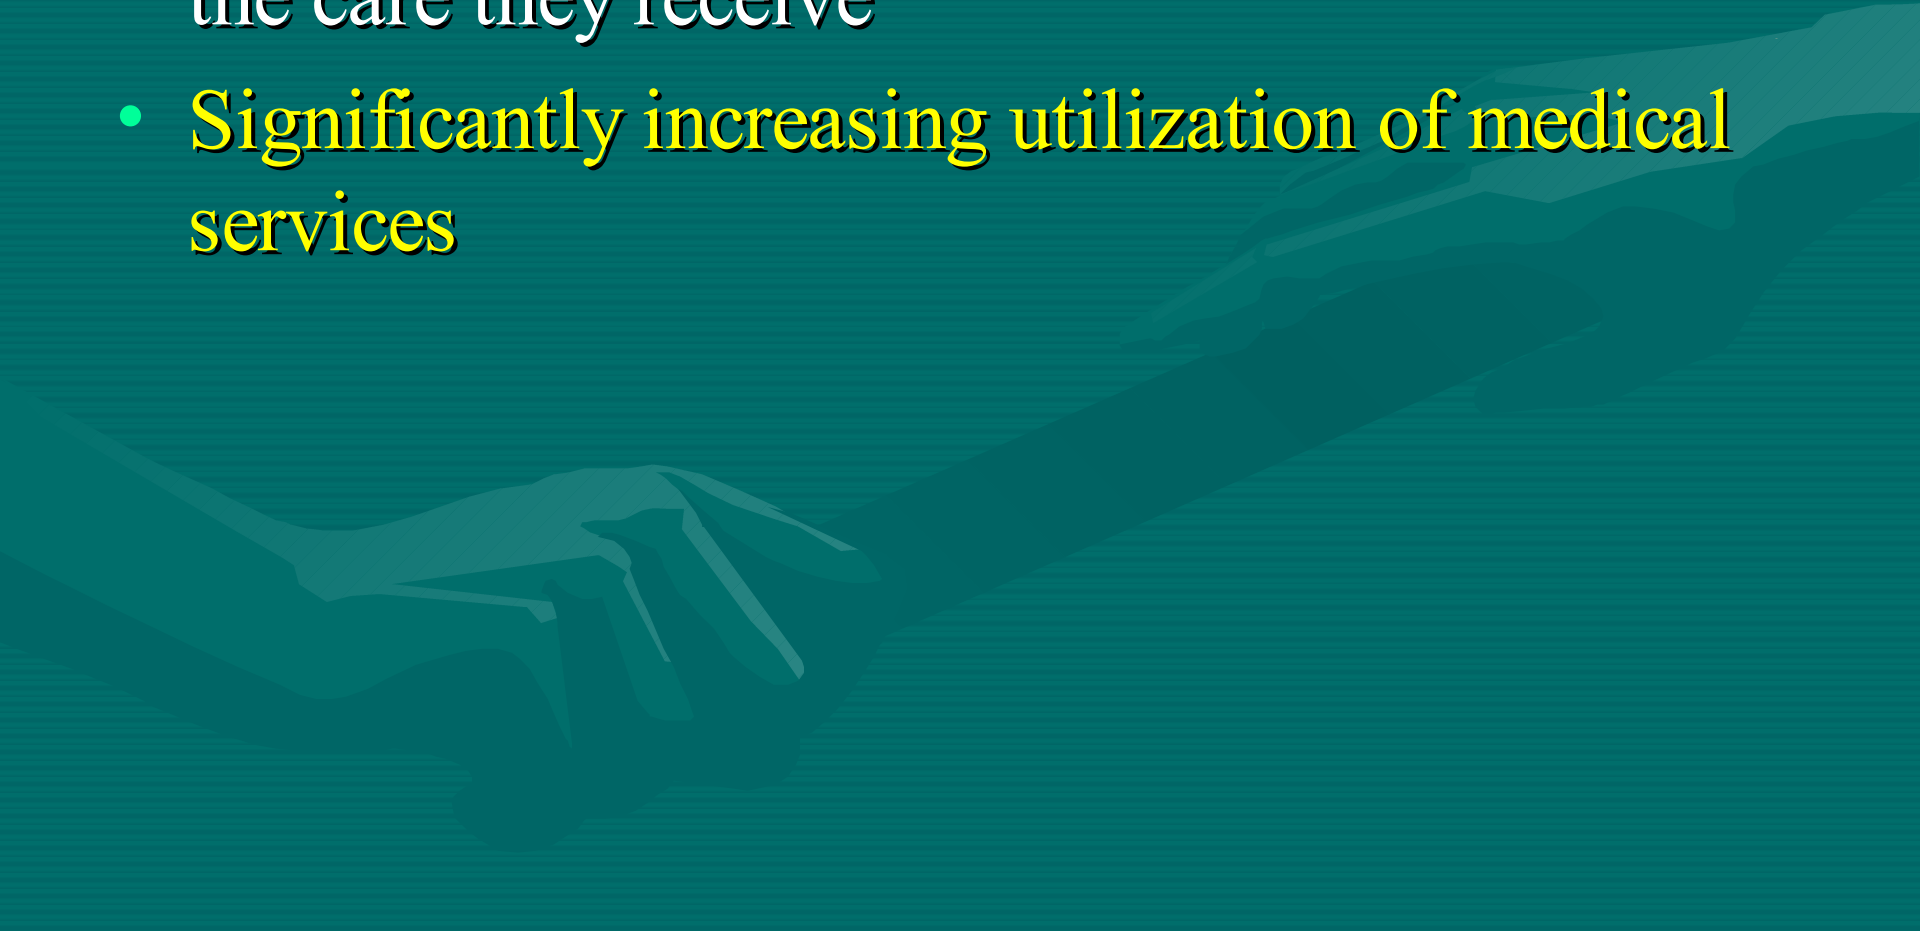 the care they receive
• Significantly increasing utilization of medical
services